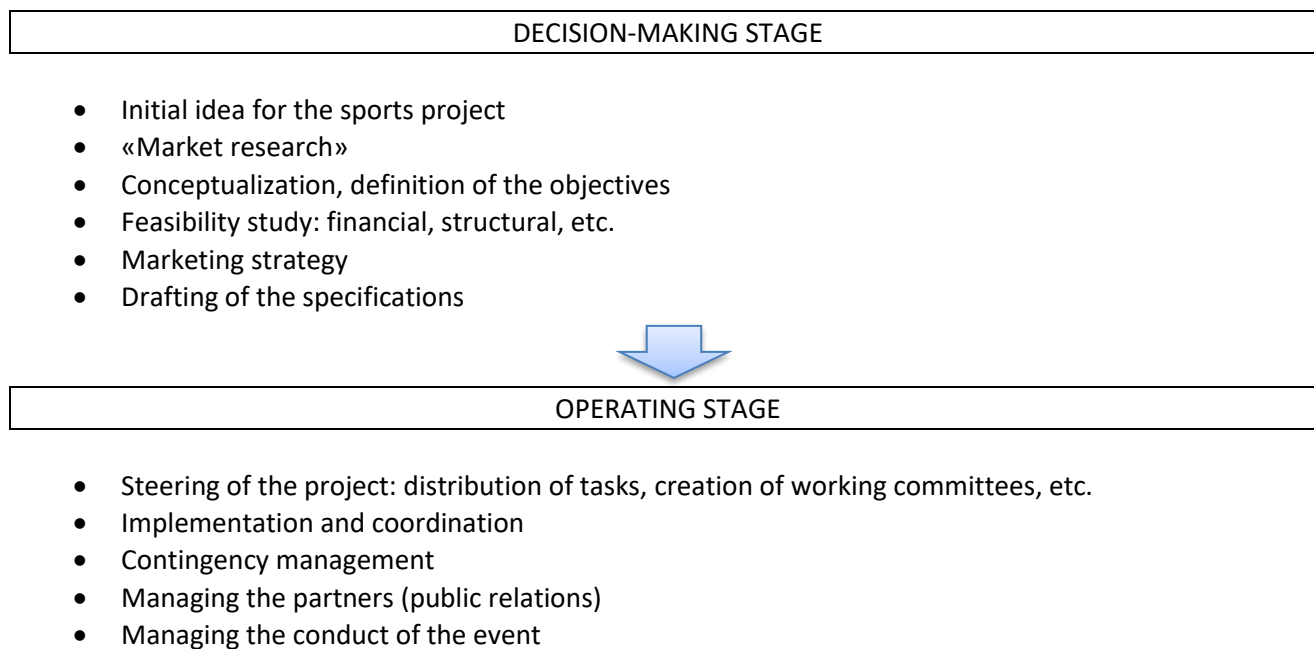 DECISION-MAKING STAGE
• Initial idea for the sports project
• «Market research»
• Conceptualization, definition of the objectives
• Feasibility study: financial, structural, etc.
• Marketing strategy
• Drafting of the specifications
OPERATING STAGE
• Steering of the project: distribution of tasks, creation of working committees, etc.
• Implementation and coordination
• Contingency management
• Managing the partners (public relations)
• Managing the conduct of the event